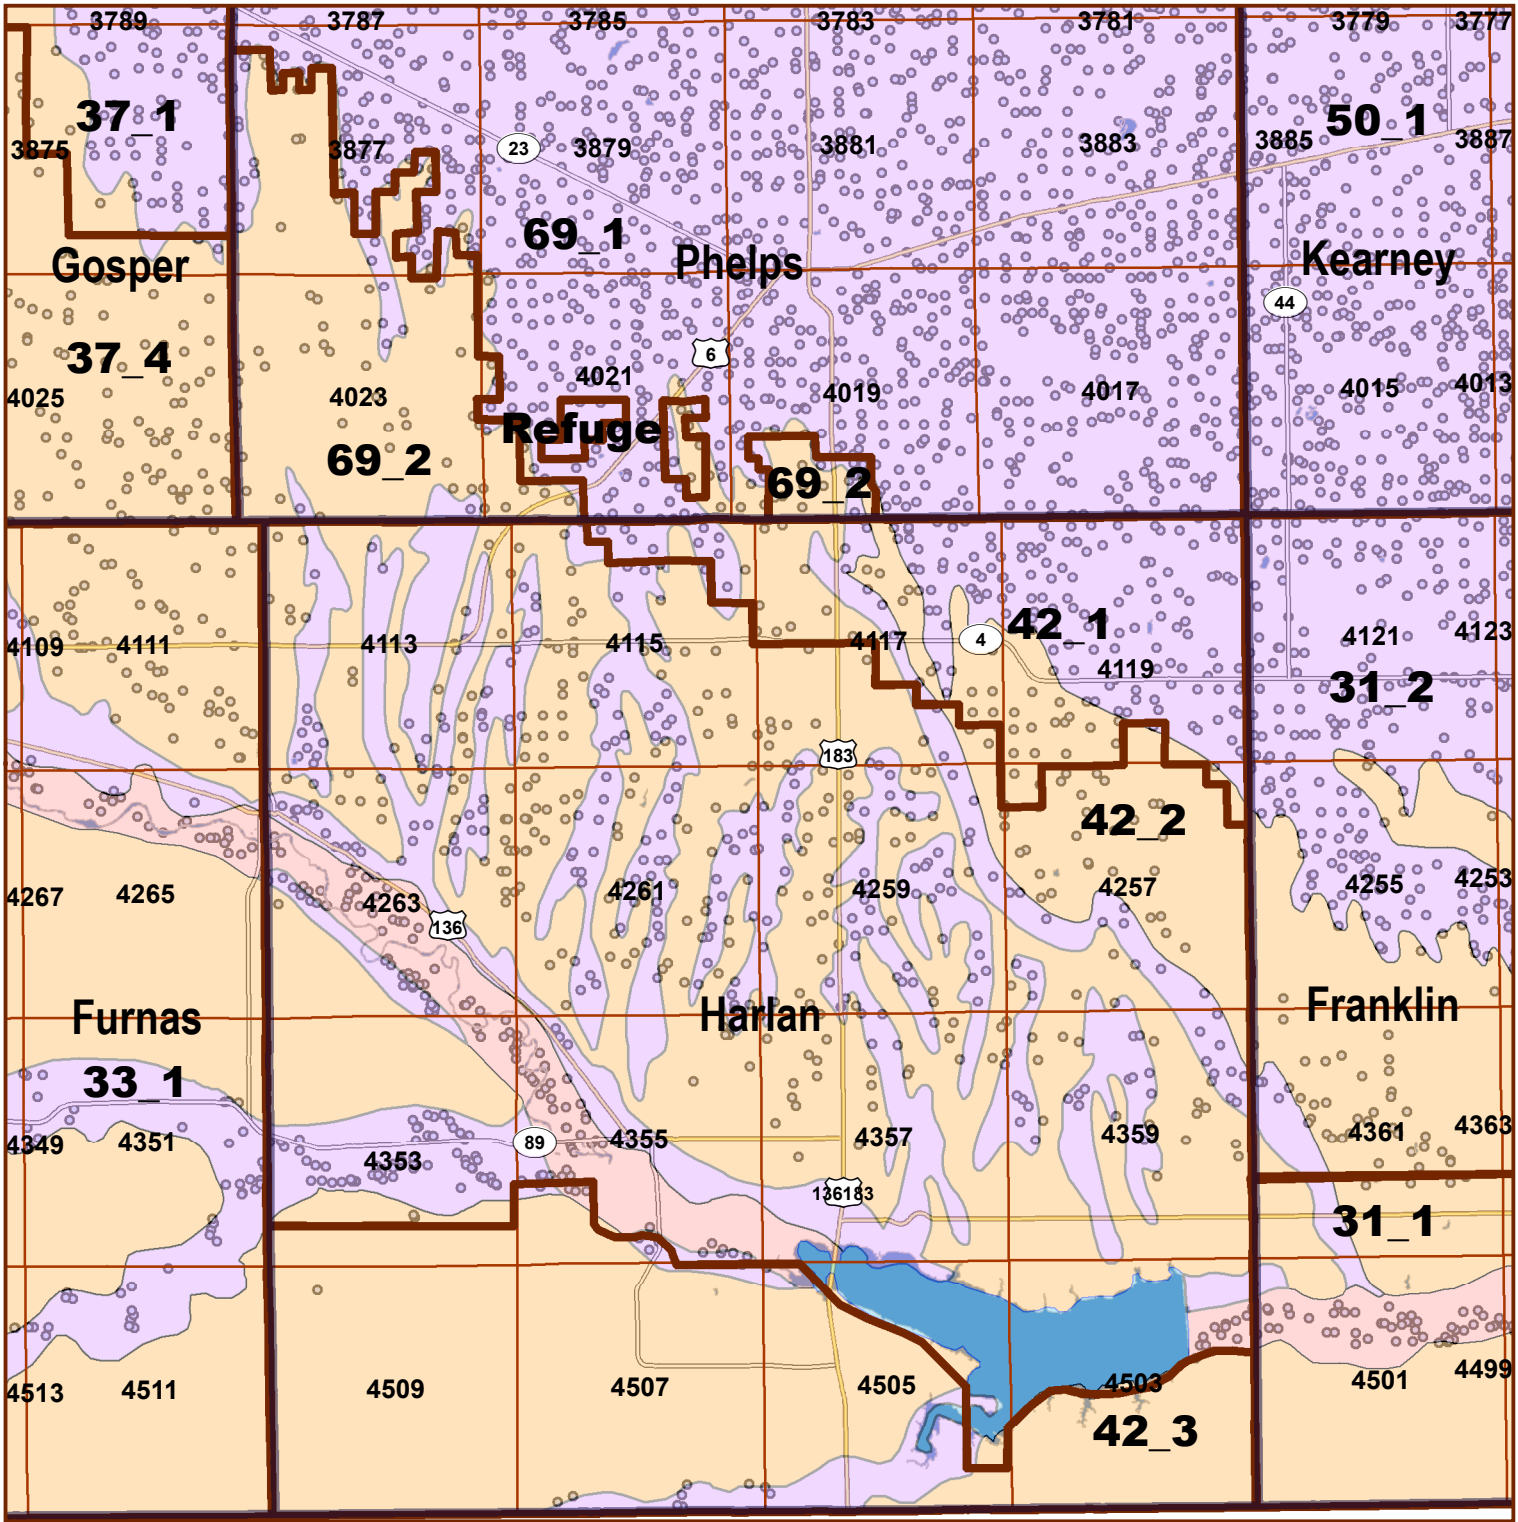 3789 3787 3785 3783 3781 3779 3777
37_1 50_1
3875 3877 23 3879 3881 3883 3885 3887
69_1
Gosper Phelps Kearney
44
37_4 6
4025 4023 4021 4019 4017 4015 4013
Refuge
69_2 69_2
42_1
4109 4111 4113 4115 4117 4 4119 4121 4123
31_2
183
42_2
4267 4265 4263 4261 4259 4257 4255 4253
136
Furnas Harlan Franklin
33_1
4349 4351 4353 89 4355 4357 4359 4361 4363
136183
31_1
4513 4511 4509 4507 4505 4503 4501 4499
42_3